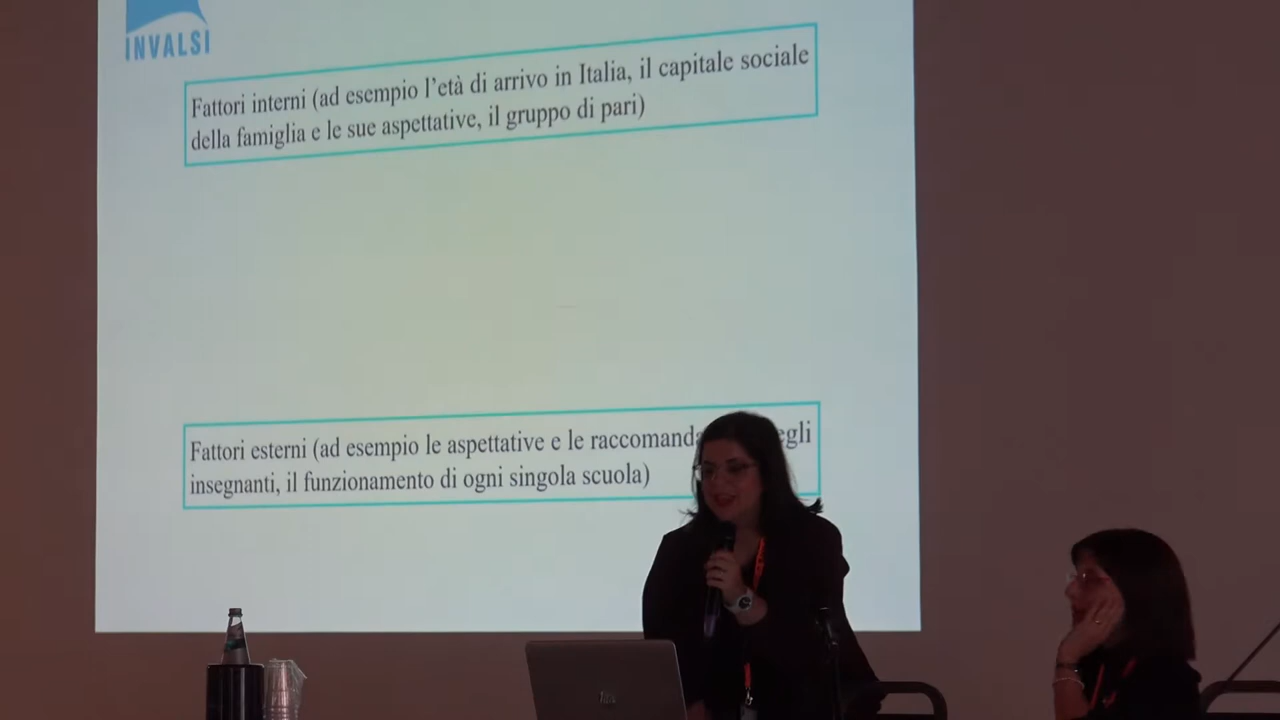 INVALSI
Fattori interni (ad esempio l'età di arrivo in Italia, il capitale sociale
della famiglia e le sue aspettative, il gruppo di pari)
Fattori esterni (ad esempio le aspettative e le
insegnanti, il funzionamento di ogni singola scuola)